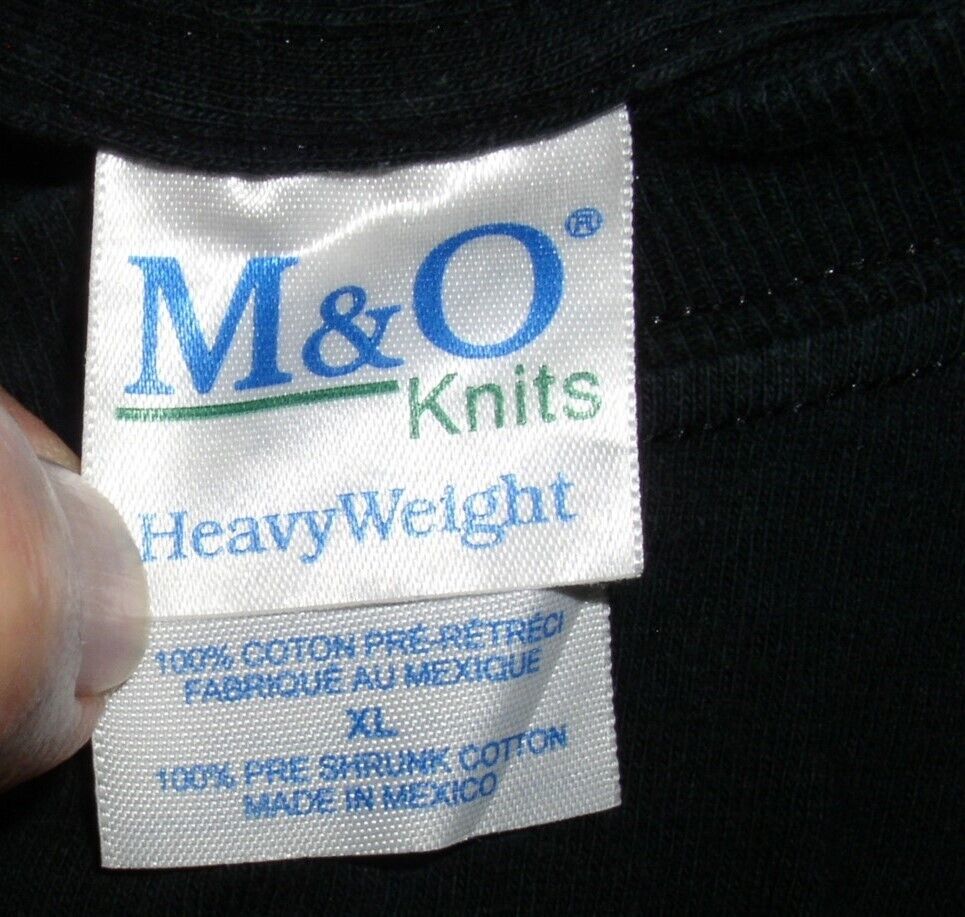 M&O®
Knits
HeavyWeight
100% COTON PRÉ-RÉTRÉCI
FABRIQUÉ AU MEXIQUE
XL
100% PRE SHRUNK COTTON
MADE IN MEXICO